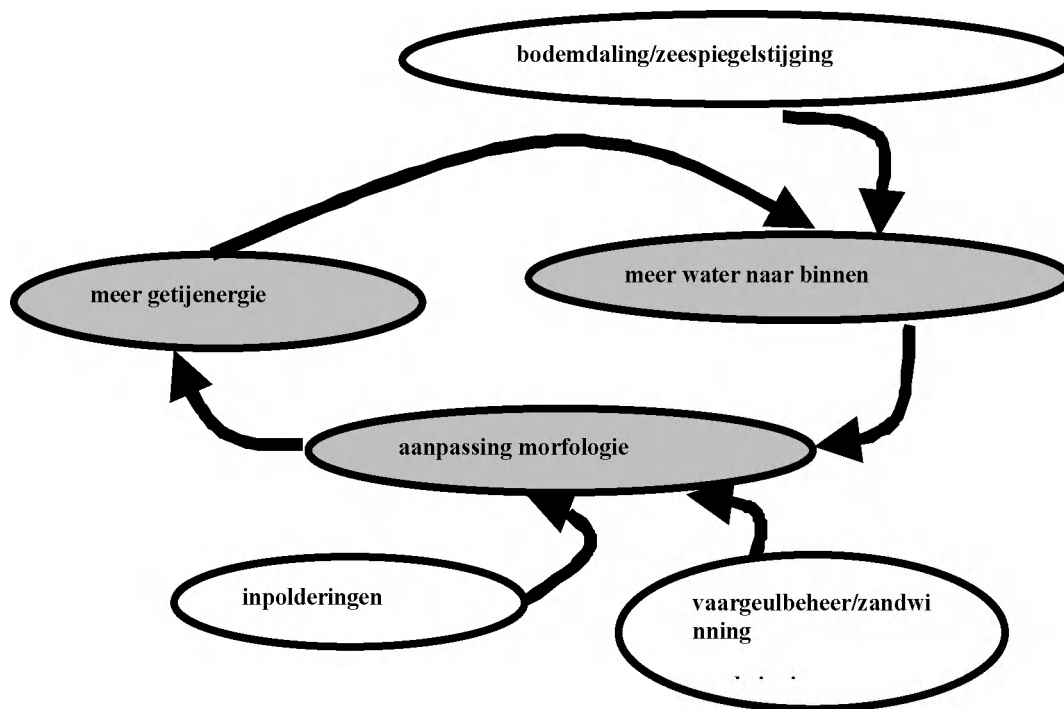 bodemdaling/zeespiegelstijging
meer getijenergie
meer water naar binnen
aanpassing morfologie
inpolderingen
vaargeulbeheer/zandwi
nning